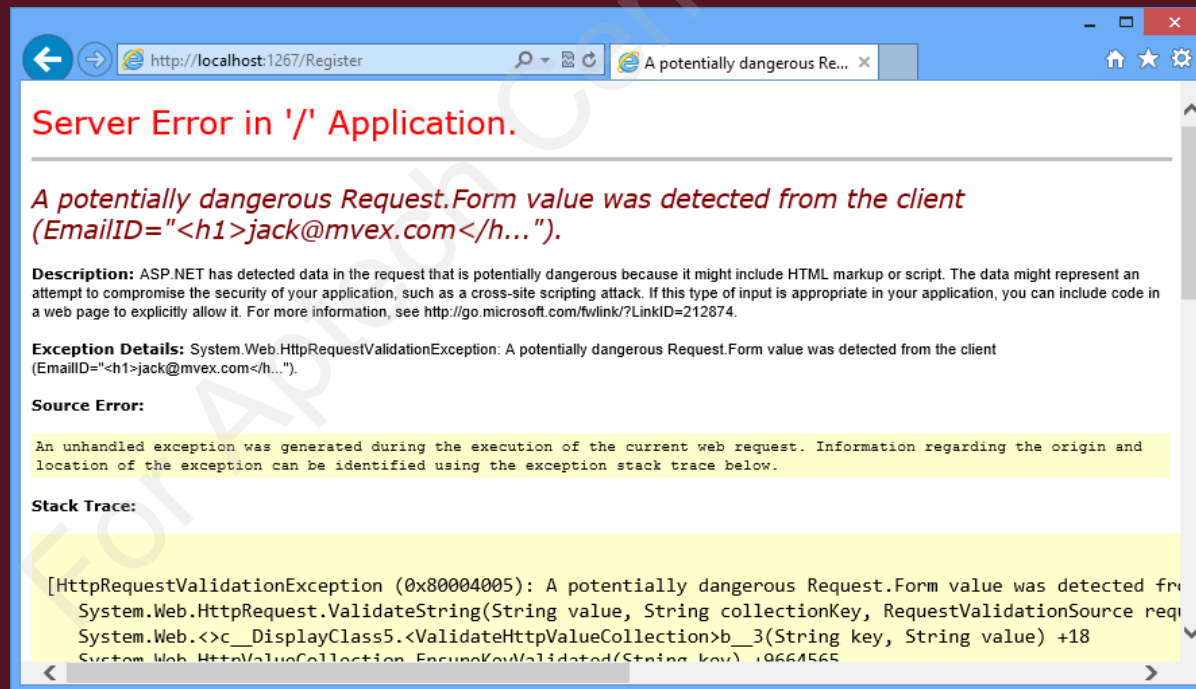 http://localhost:1267/Register
A potentially dangerous Re...
Server Error in '/' Application.
A potentially dangerous Request.Form value was detected from the client
(EmailID="<h1>jack@mvex.com</h...").
Description: ASP.NET has detected data in the request that is potentially dangerous because it might include HTML markup or script. The data might represent an
attempt to compromise the security of your application, such as a cross-site scripting attack. If this type of input is appropriate in your application, you can include code in
a web page to explicitly allow it. For more information, see http://go.microsoft.com/fwlink/?LinkID=212874.
Exception Details: System.Web.HttpRequestValidationException: A potentially dangerous Request.Form value was detected from the client
(EmailID="<h1>jack@mvex.com</h...").
Source Error:
An unhandled exception was generated during the execution of the current web request. Information regarding the origin and
location of the exception can be identified using the exception stack trace below.
Stack Trace:
[HttpRequestValidationException (0x80004005): A potentially dangerous Request.Form value was detected
System.Web.HttpRequest.ValidateString(String value, String collectionKey, RequestValidationSource
System.Web.<>c__DisplayClass5.<ValidateHttpValueCollection>b__3(String key, String value) +18
System.Web.HttpValueCollection.EnsureKeyValidated(String key) +9664565
For Aptech